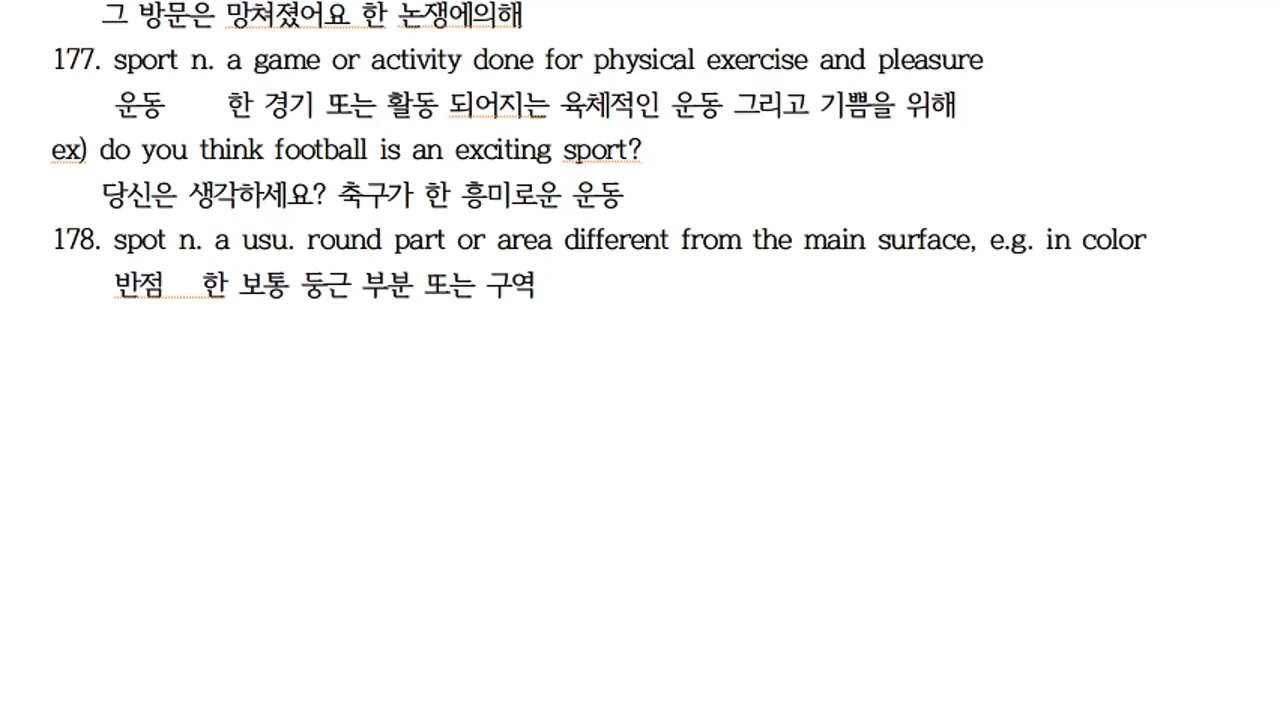 그 방문은 망쳐졌어요 한 논쟁에의해
177. sport n. a game or activity done for physical exercise and pleasure
운동 한 경기 또는 활동 되어지는 육체적인 운동 그리고 기쁨을 위해
ex) do you think football is an exciting sport?
당신은 생각하세요? 축구가 한 흥미로운 운동
178. spot n. a usu. round part or area different from the main surface, e.g. in color
반점 한 보통 둥근 부분 또는 구역